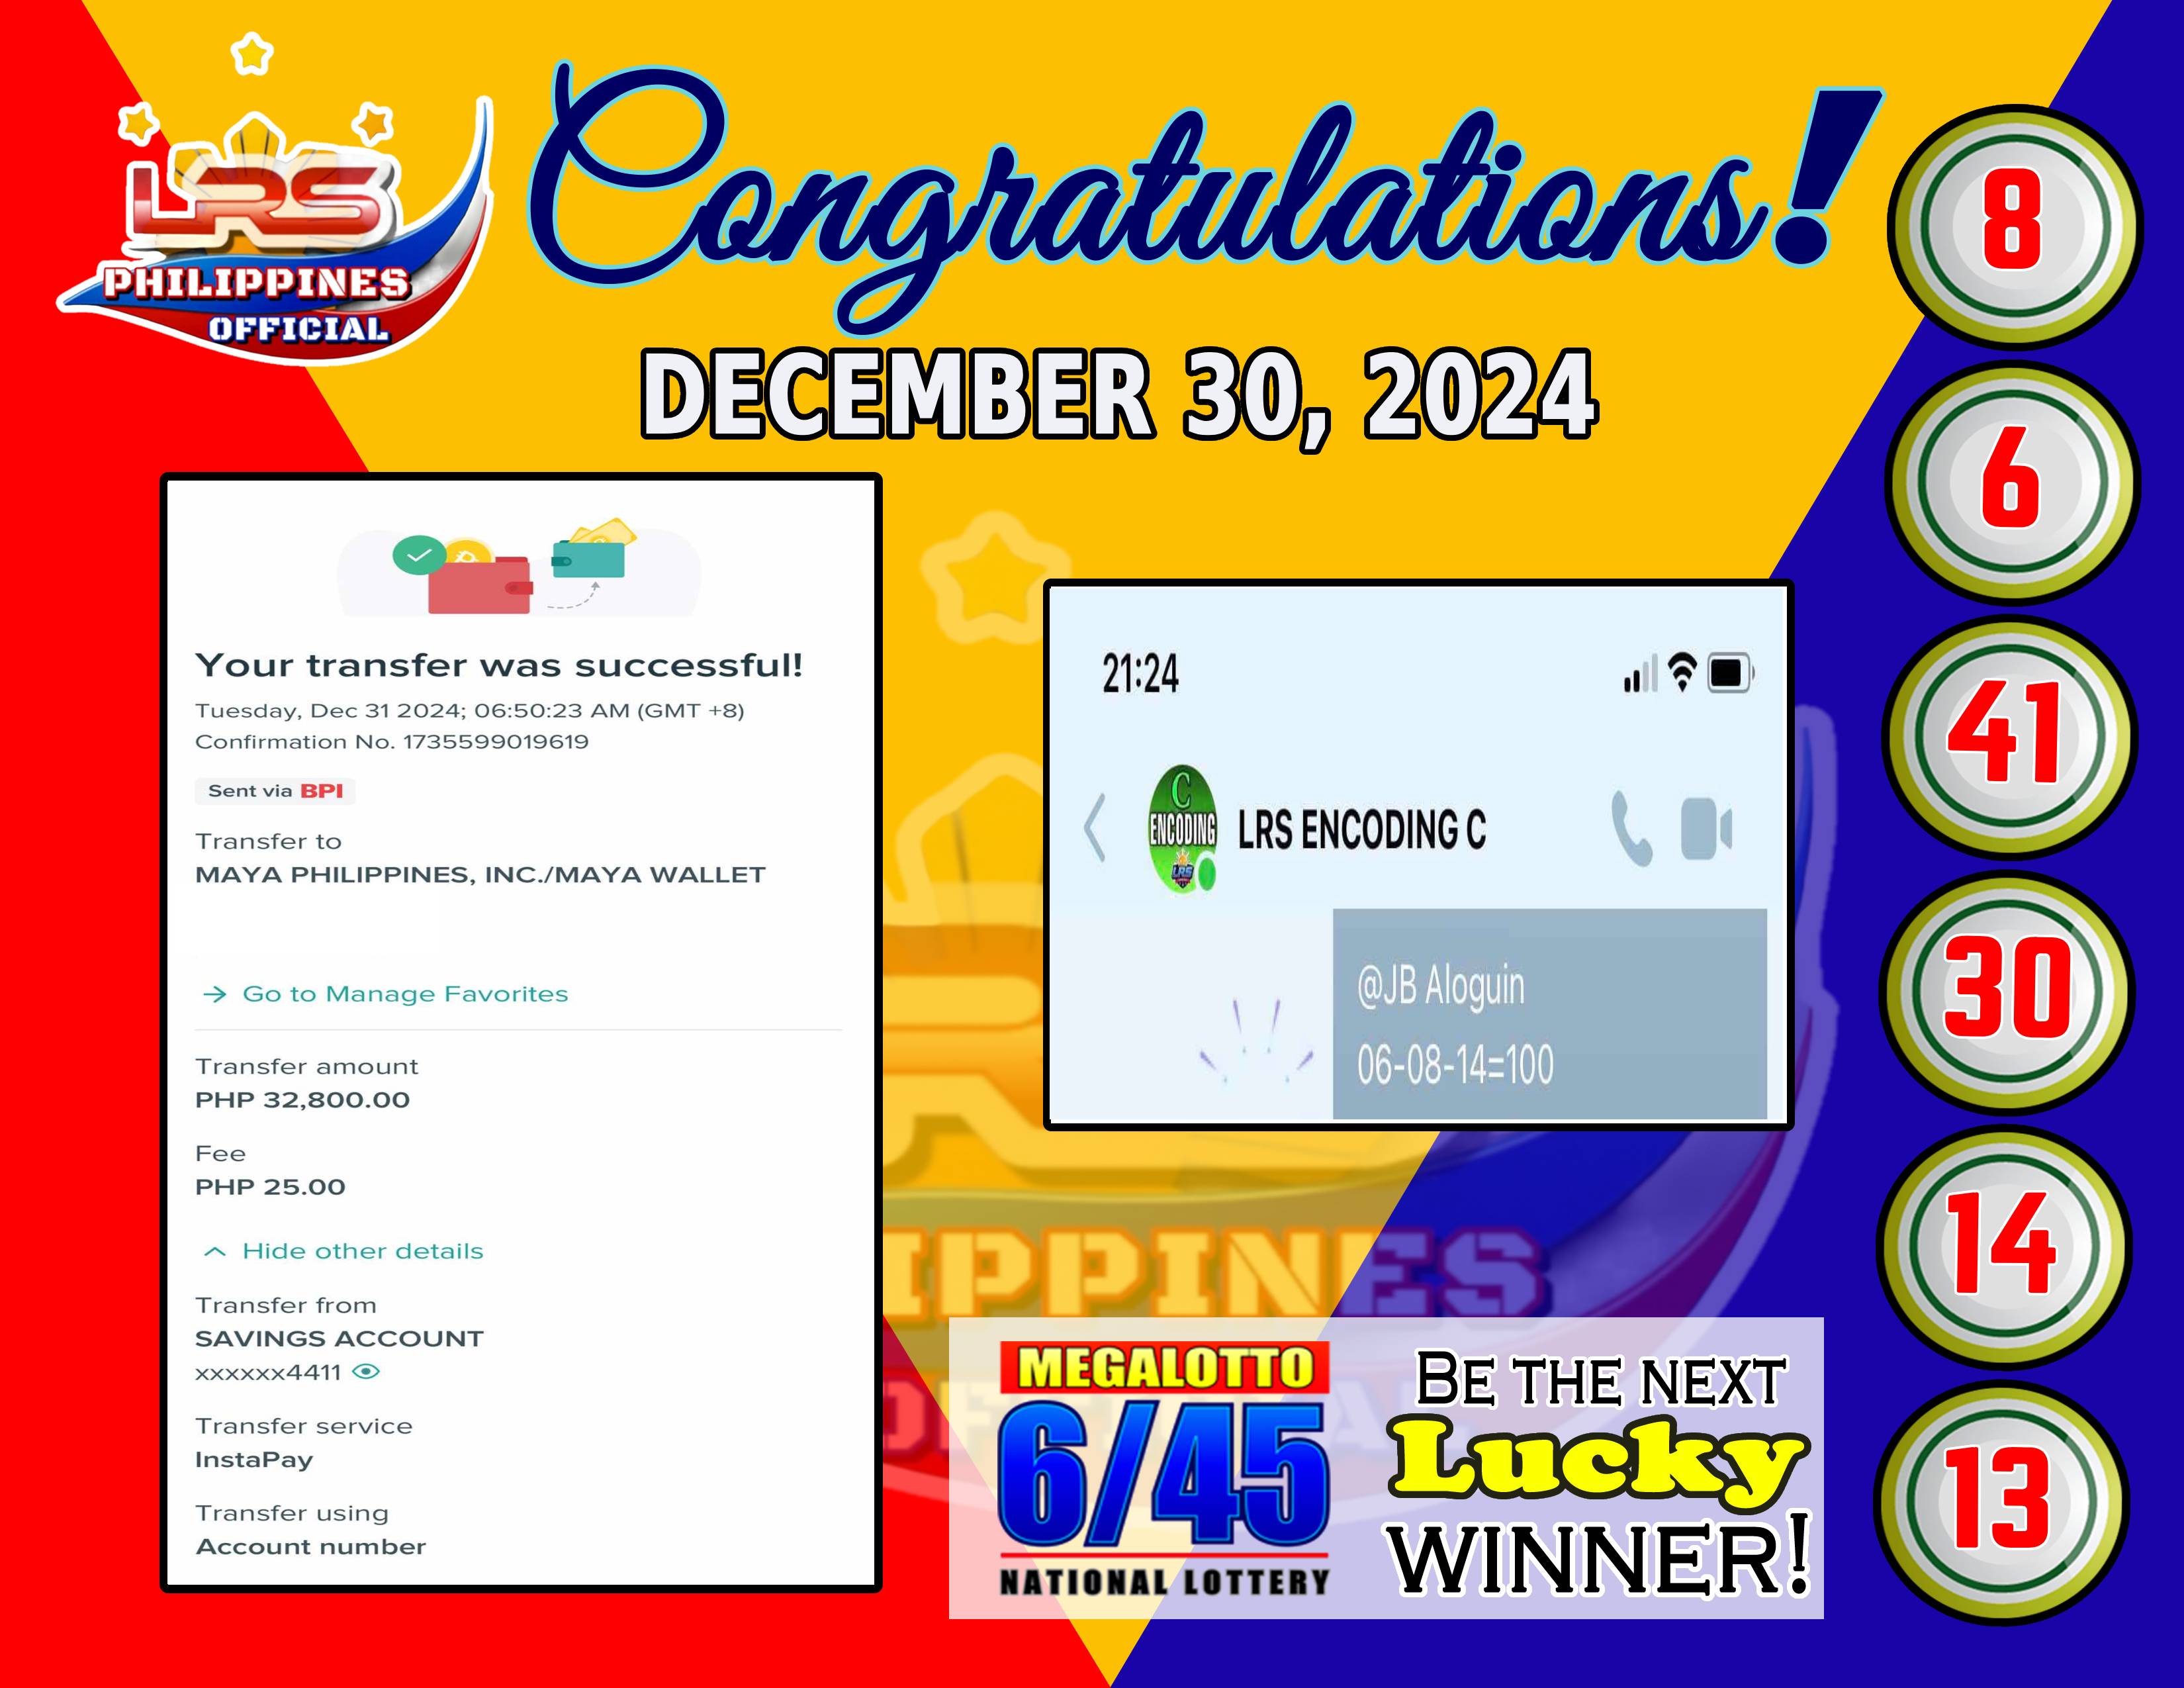 LRS
PHILIPPINES
OFFICIAL
Congratulations!
DECEMBER 30, 2024
Your transfer was successful!
Tuesday, Dec 31 2024; 06:50:23 AM (GMT +8)
Confirmation No. 1735599019619
Sent via BPI
Transfer to
MAYA PHILIPPINES, INC./MAYA WALLET
→ Go to Manage Favorites
Transfer amount
PHP 32,800.00
Fee
PHP 25.00
Hide other details
Transfer from
SAVINGS ACCOUNT
xxxxxx4411
Transfer service
InstaPay
Transfer using
Account number
21:24
C
ENCODING
LRS
LRS ENCODING C
@JB Aloguin
06-08-14=100
IPPINES
MEGALOTTO
6/45
NATIONAL LOTTERY
BE THE NEXT
Lucky
WINNER!
8
6
41
30
14
13